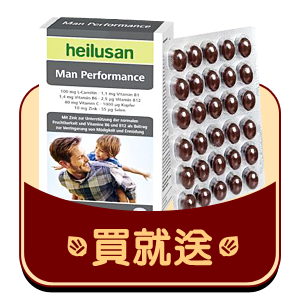 heilusan
Man Performance
100 mg L-Carnitin · 1,1 mg Vitamin B1
1,4 mg Vitamin B6 · 2,5 µg Vitamin B12
80 mg Vitamin C · 1000 µg Kupfer
10 mg Zink · 55 µg Selen
Mit Zink zur Unterstützung der normalen
Fruchtbarkeit und Vitamine B6 und B12 als Beitrag
zur Verringerung von Müdigkeit und Ermüdung
買就送